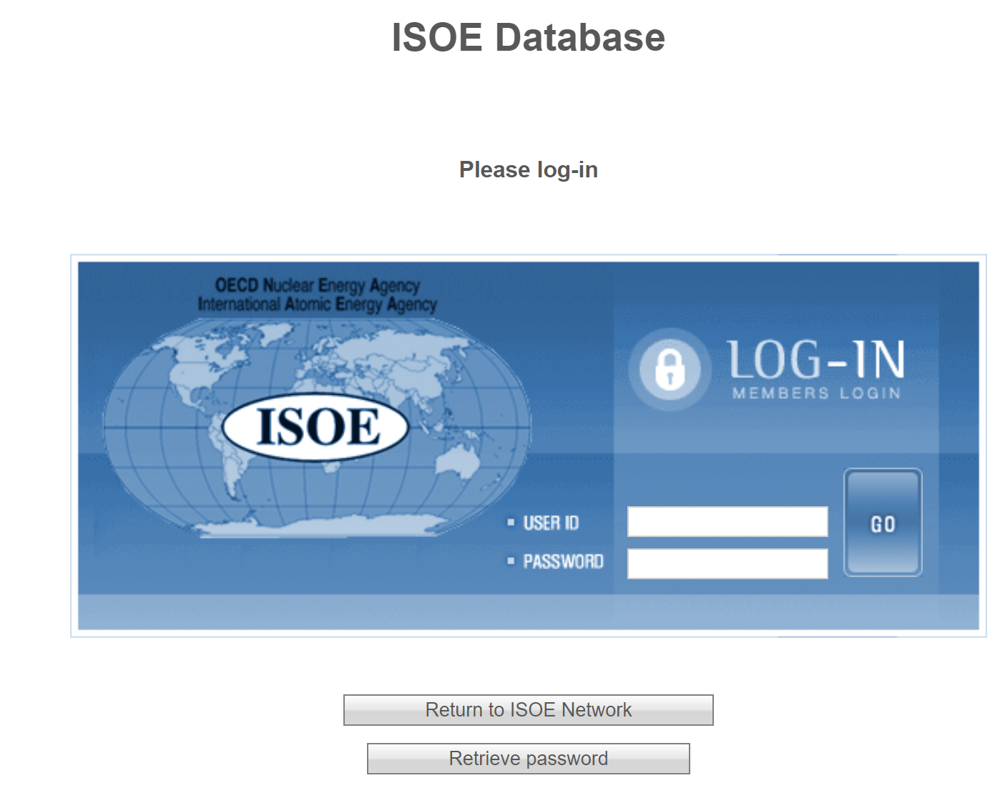 ISOE Database
Please log-in
OECD Nuclear Energy Agency
International Atomic Energy Agency
ISOE
LOG-IN
MEMBERS LOGIN
USER ID
PASSWORD
GO
Return to ISOE Network
Retrieve password